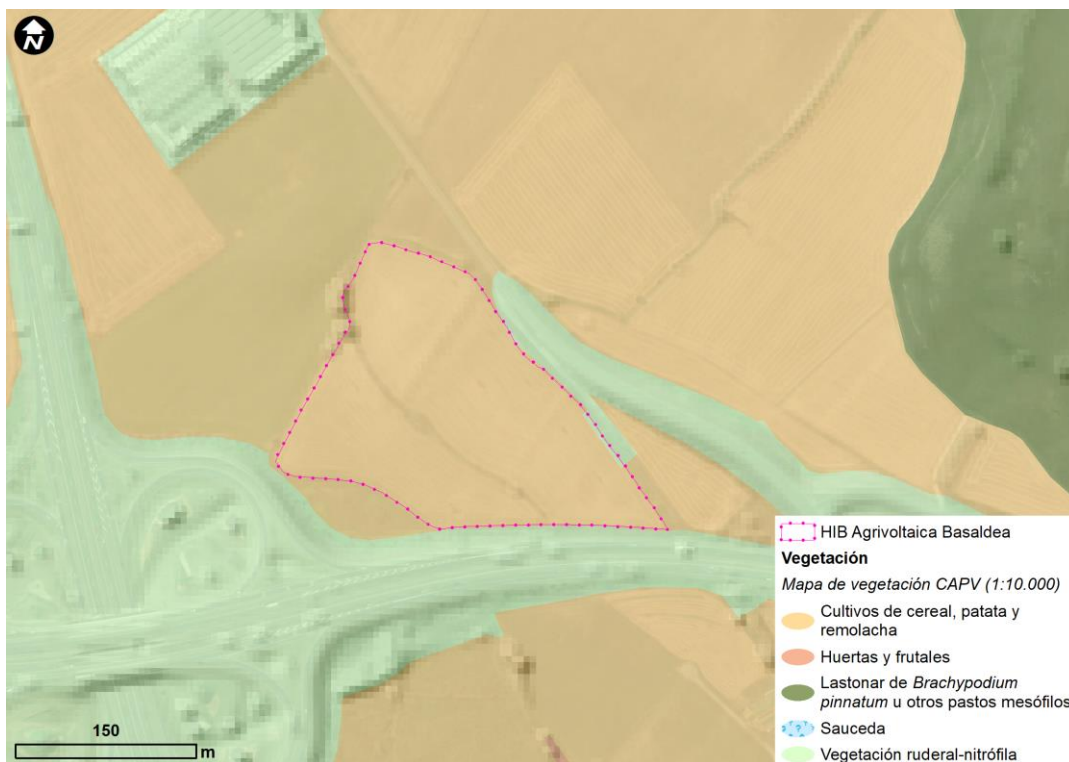 N
HIB Agrivoltaica Basaldea
Vegetación
Mapa de vegetación CAPV (1:10.000)
Cultivos de cereal, patata y
remolacha
Huertas y frutales
Lastonar de Brachypodium
pinnatum u otros pastos mesófilos
? Sauceda
Vegetación ruderal-nitrófila
150
m